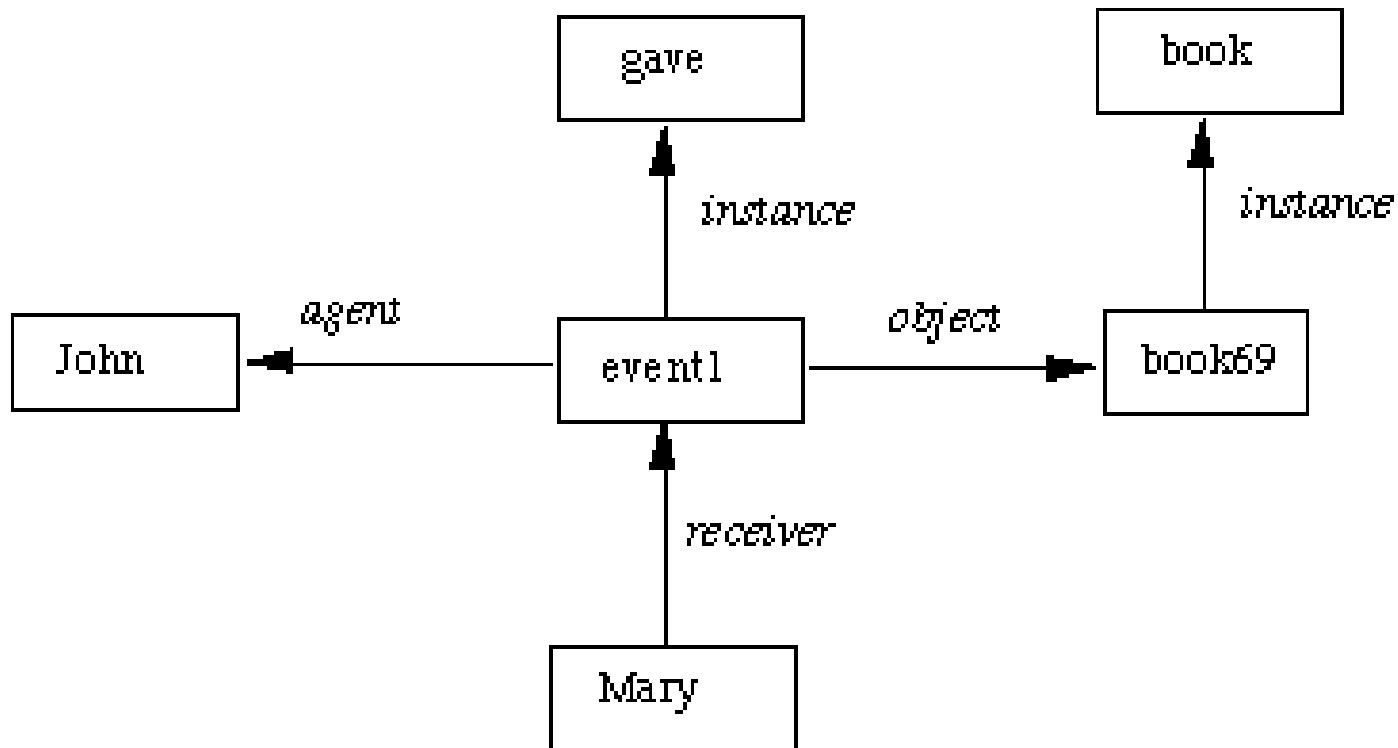 gave
book
instance
instance
agent
object
John
event1
book69
receiver
Mary